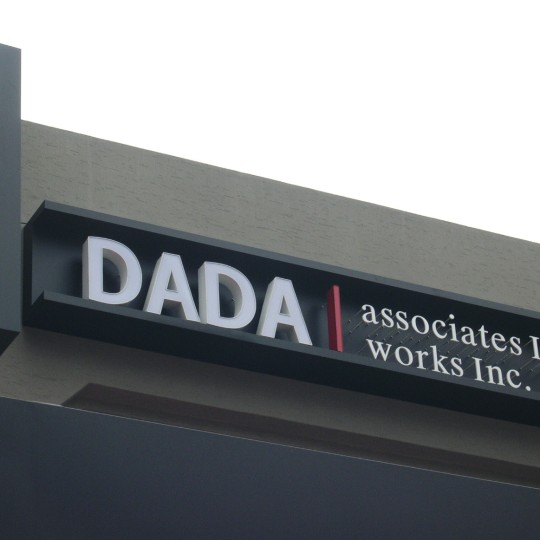 DADA
associates
works Inc.